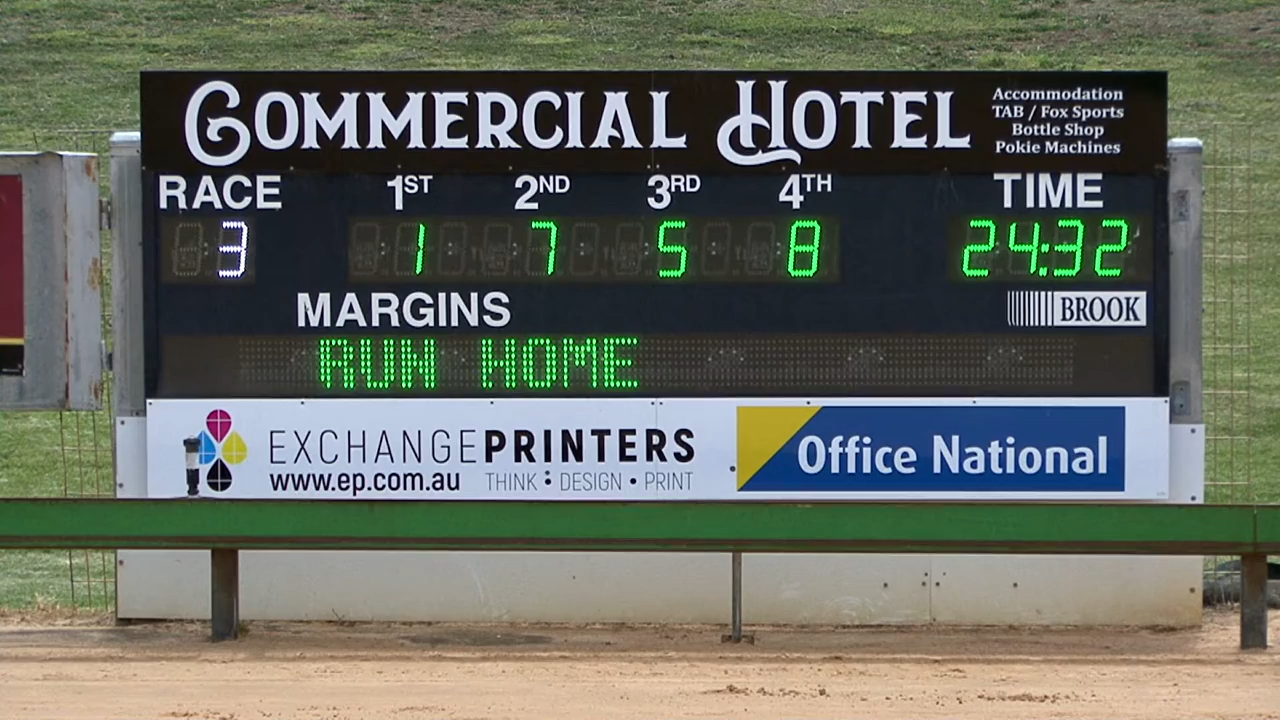 COMMERCIAL HOTEL
Accommodation
TAB / Fox Sports
Bottle Shop
Pokie Machines
RACE 1ST 2ND 3RD 4TH TIME
3 1 7 5 8 24:32
MARGINS
BROOK
RUN HOME
EXCHANGEPRINTERS
www.ep.com.au THINK : DESIGN • PRINT
Office National